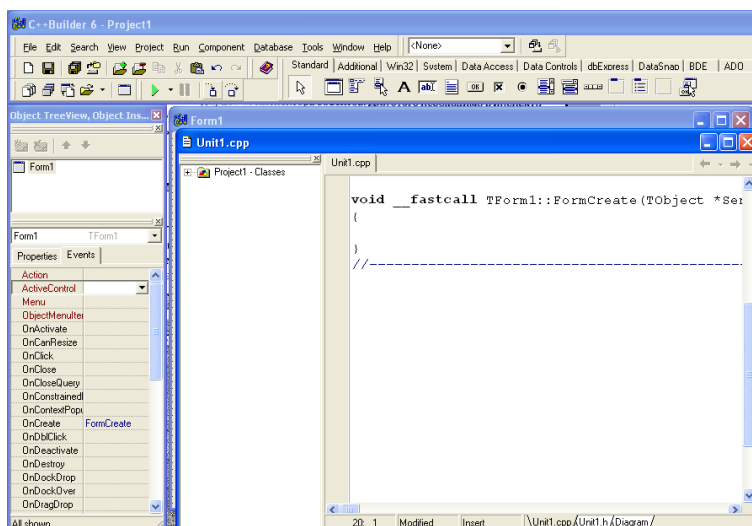 C++Builder 6 - Project1
File Edit Search View Project Run Component Database Tools Window Help <None>
Standard Additional Win32 System Data Access Data Controls dbExpress DataSnap BDE ADO
Object TreeView, Object Ins...
Form1
Unit1.cpp
Form1
Project1 - Classes
Unit1.cpp
void __fastcall TForm1::FormCreate(TObject *Ser
{
}
//------------------------------------------------
Form1 TForm1
Properties Events
Action
ActiveControl
Menu
ObjectMenuIter
OnActivate
OnCanResize
OnClick
OnClose
OnCloseQuery
OnConstrained
OnContextPopu
OnCreate FormCreate
OnDblClick
OnDeactivate
OnDestroy
OnDockDrop
OnDockOver
OnDragDrop
All shown
20: 1 Modified Insert \Unit1.cpp/Unit1.h/Diagram/